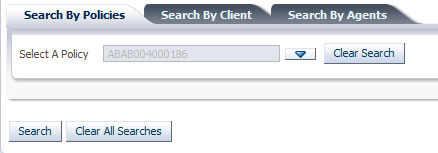 Search By Policies Search By Client Search By Agents
Select A Policy ABAB004000186 Clear Search
Search Clear All Searches